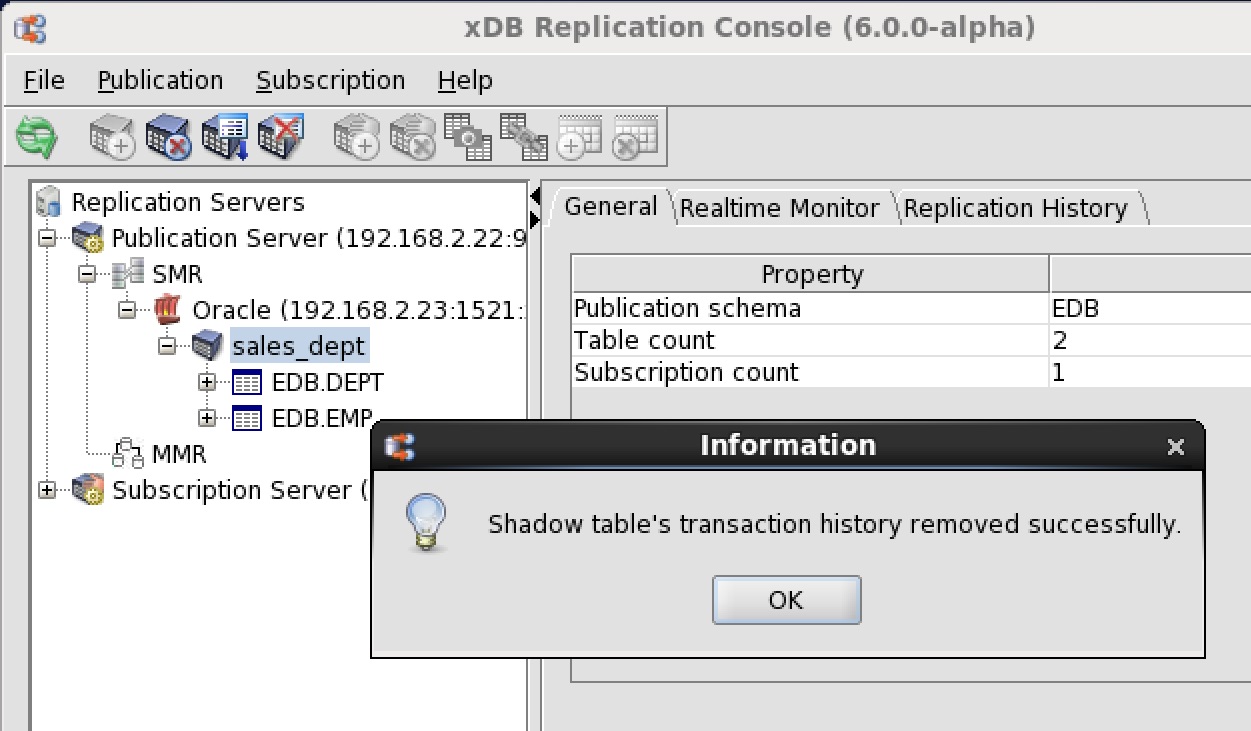 xDB Replication Console (6.0.0-alpha)
File Publication Subscription Help
Replication Servers
Publication Server (192.168.2.22:9
SMR
Oracle (192.168.2.23:1521:
sales_dept
EDB.DEPT
EDB.EMP
MMR
Subscription Server (
General Realtime Monitor Replication History
Property
Publication schema EDB
Table count 2
Subscription count 1
Information
Shadow table's transaction history removed successfully.
OK